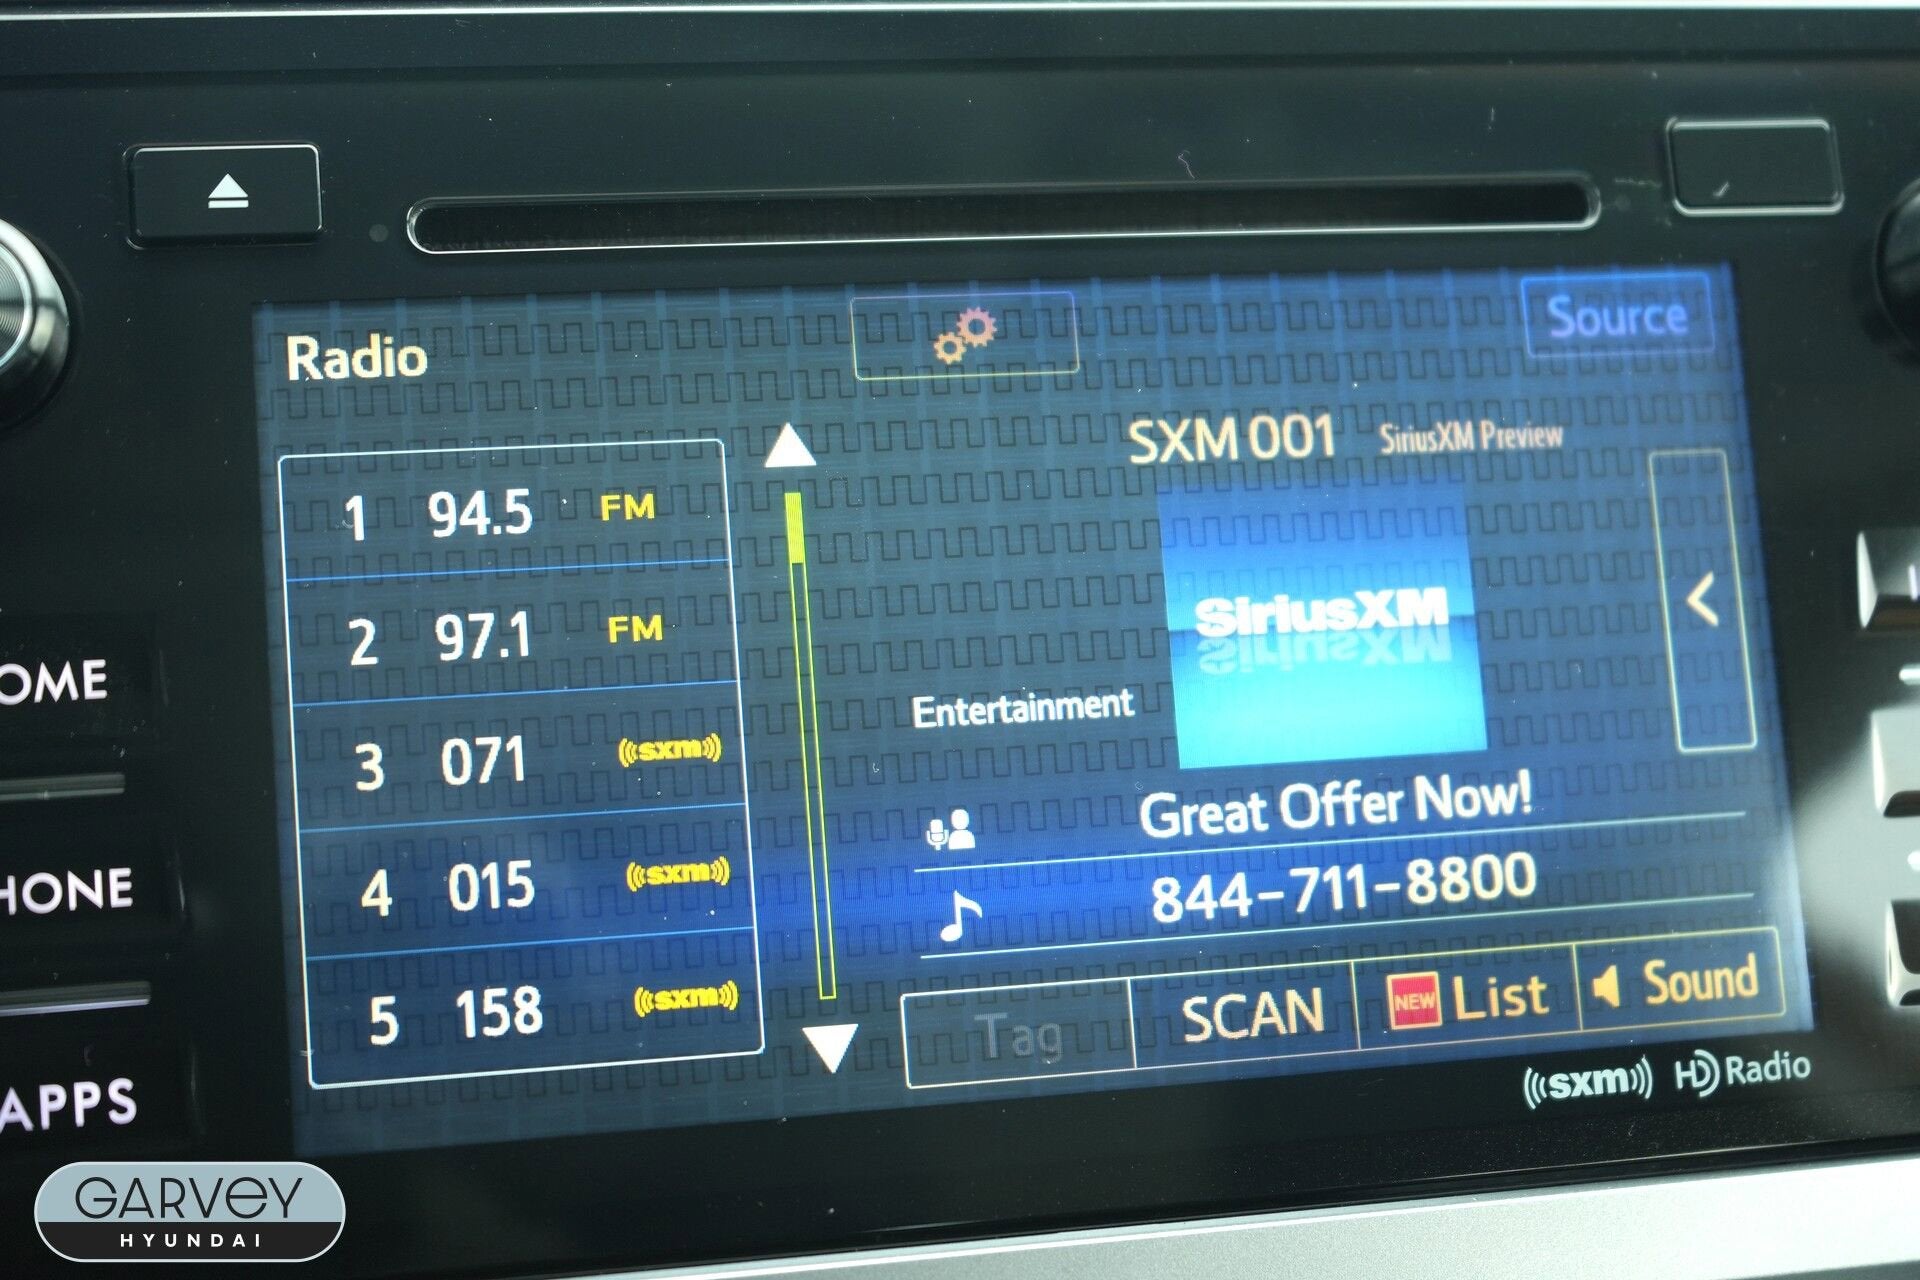 Radio
Source
SXM 001 SiriusXM Preview
1 94.5 FM
2 97.1 FM
3 071 ((sxm))
4 015 ((sxm))
5 158 ((sxm))
SiriusXM
Entertainment
Great Offer Now!
844-711-8800
Tag SCAN NEW List Sound
((sxm)) HD Radio
OME
HONE
APPS
GARVEY
HYUNDAI